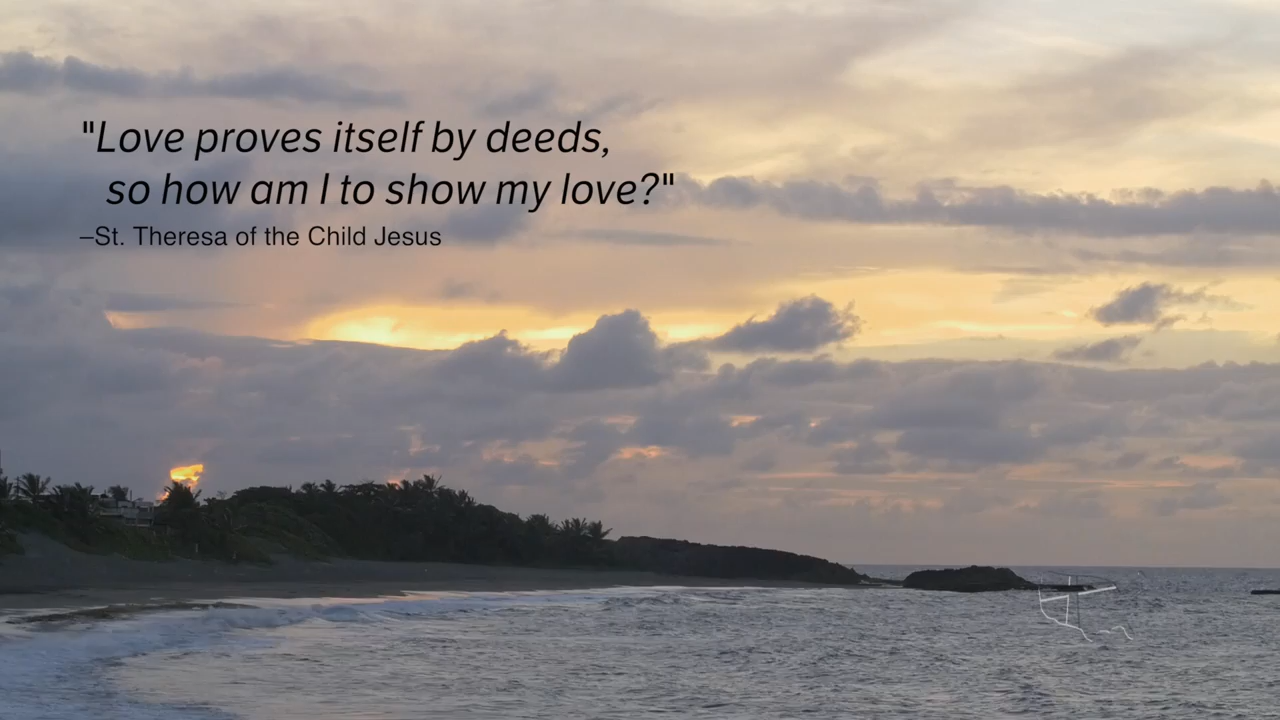 "Love proves itself by deeds,
so how am I to show my love?"
–St. Theresa of the Child Jesus